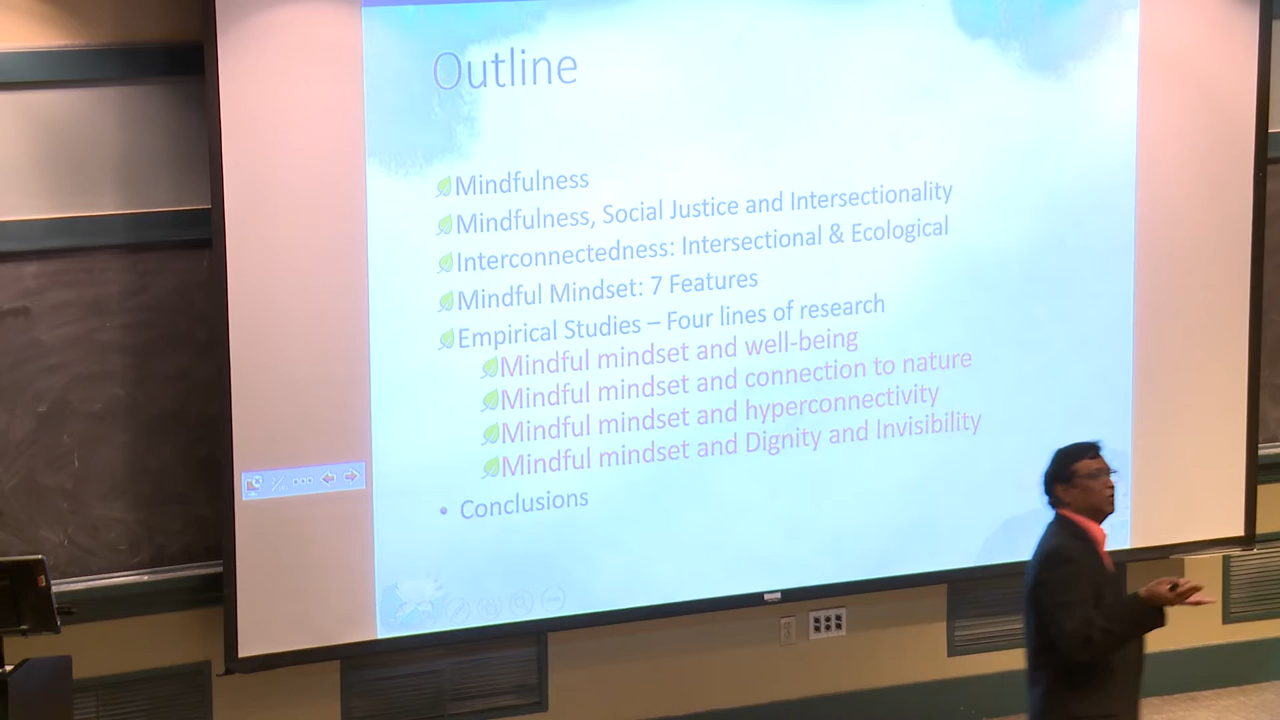 Outline
Mindfulness
Mindfulness, Social Justice and Intersectionality
Interconnectedness: Intersectional & Ecological
Mindful Mindset: 7 Features
Empirical Studies – Four lines of research
Mindful mindset and well-being
Mindful mindset and connection to nature
Mindful mindset and hyperconnectivity
Mindful mindset and Dignity and Invisibility
• Conclusions